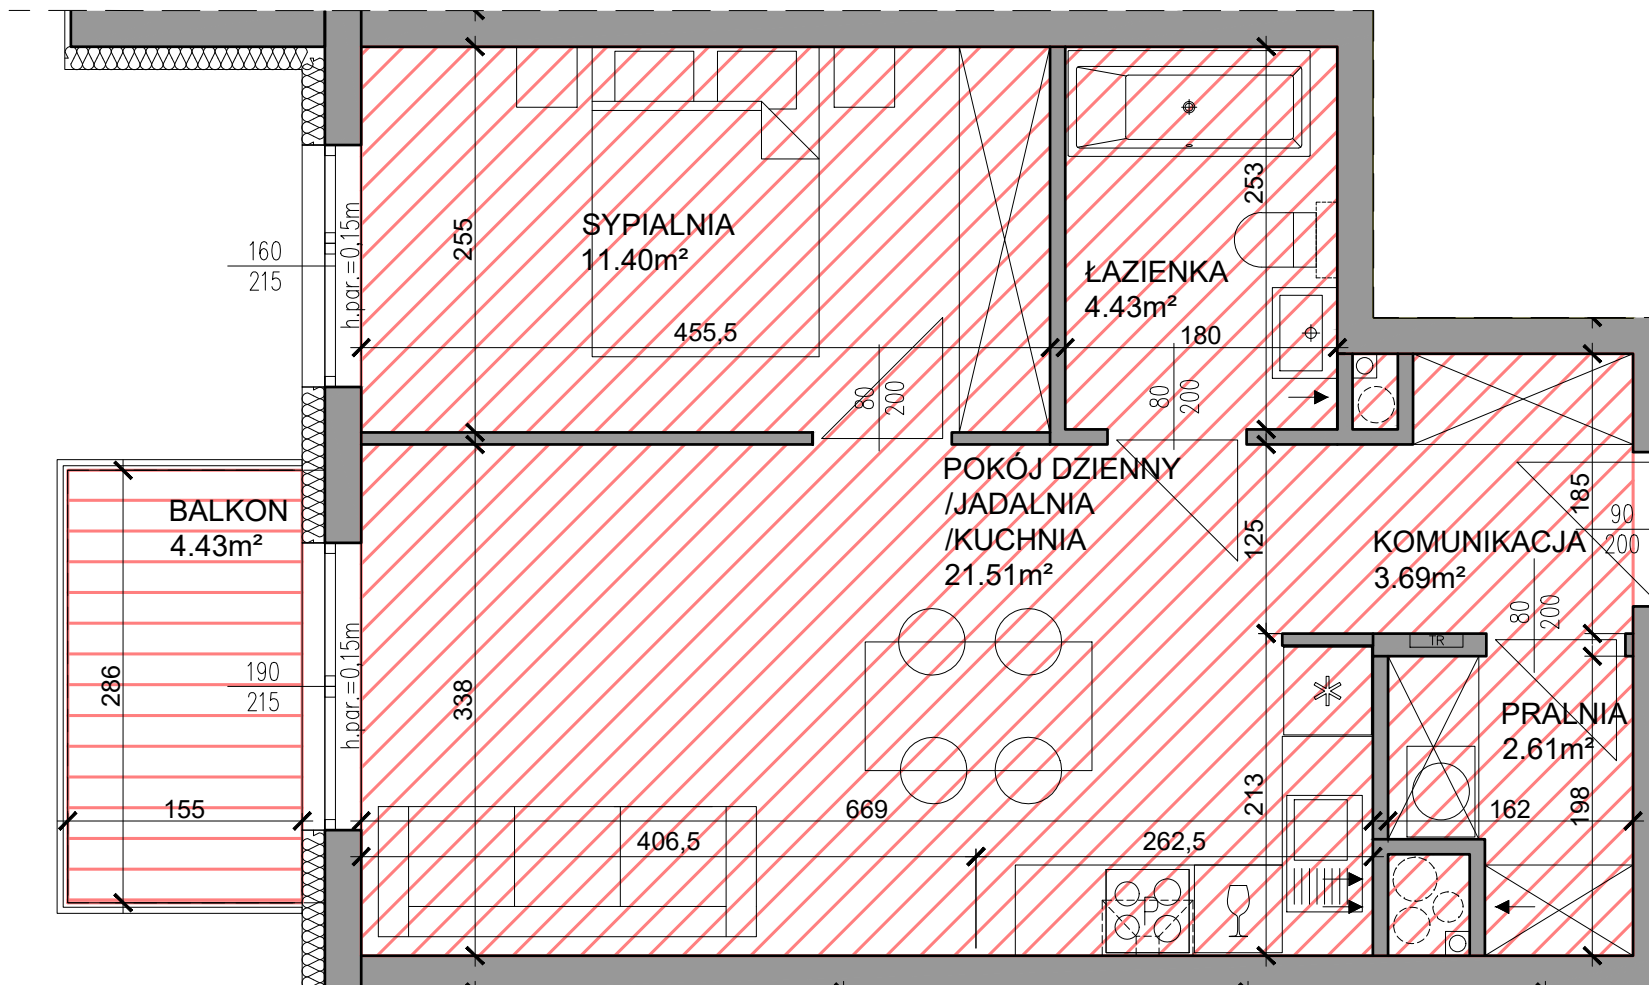 SYPIALNIA
11.40m²
255
253
160
215
h.par.=0,15m
ŁAZIENKA
4.43m²
455,5
180
80
200
80
200
POKÓJ DZIENNY
/JADALNIA
/KUCHNIA
21.51m²
BALKON
4.43m²
125
185
90
200
KOMUNIKACJA
3.69m²
80
200
TR
286
190
215
h.par.=0,15m
338
PRALNIA
2.61m²
155
669
213
162
198
406,5
262,5
P